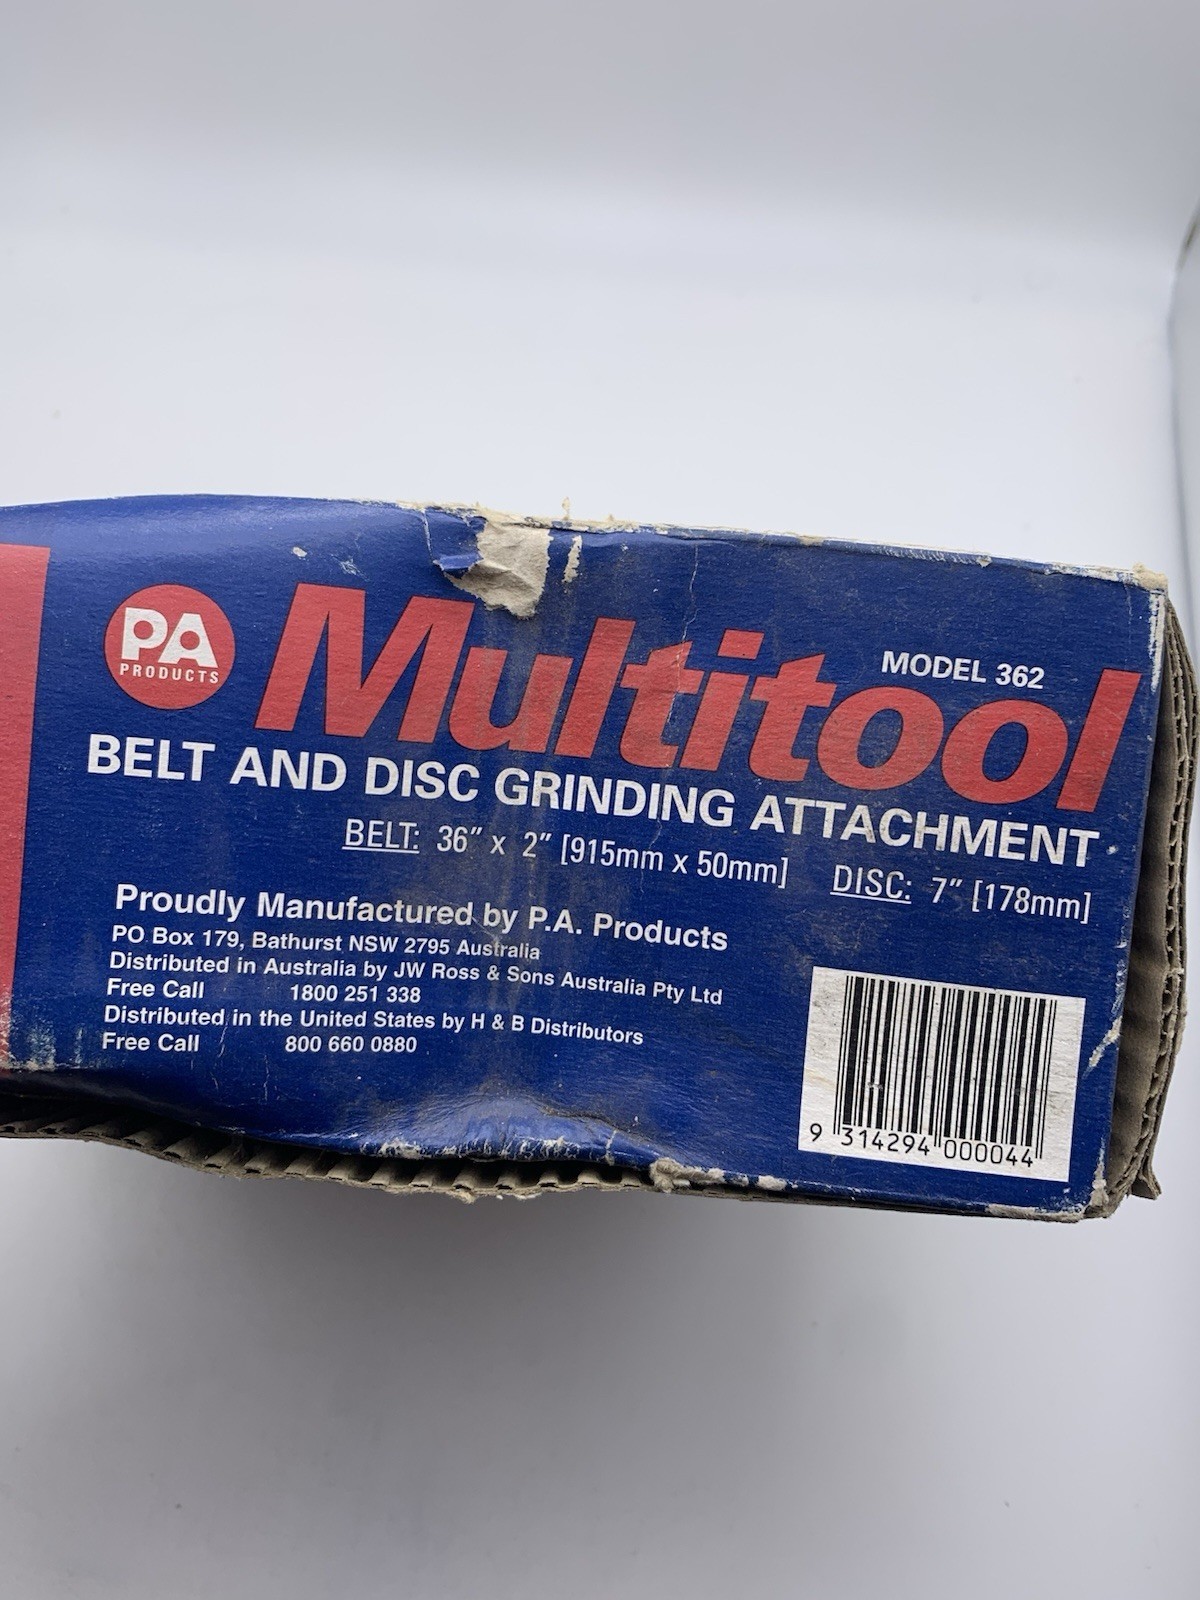 PA
PRODUCTS
Multitool
MODEL 362
BELT AND DISC GRINDING ATTACHMENT
BELT: 36″ x 2″ [915mm x 50mm] DISC: 7″ [178mm]
Proudly Manufactured by P.A. Products
PO Box 179, Bathurst NSW 2795 Australia
Distributed in Australia by JW Ross & Sons Australia Pty Ltd
Free Call 1800 251 338
Distributed in the United States by H & B Distributors
Free Call 800 660 0880
9 314294 000044